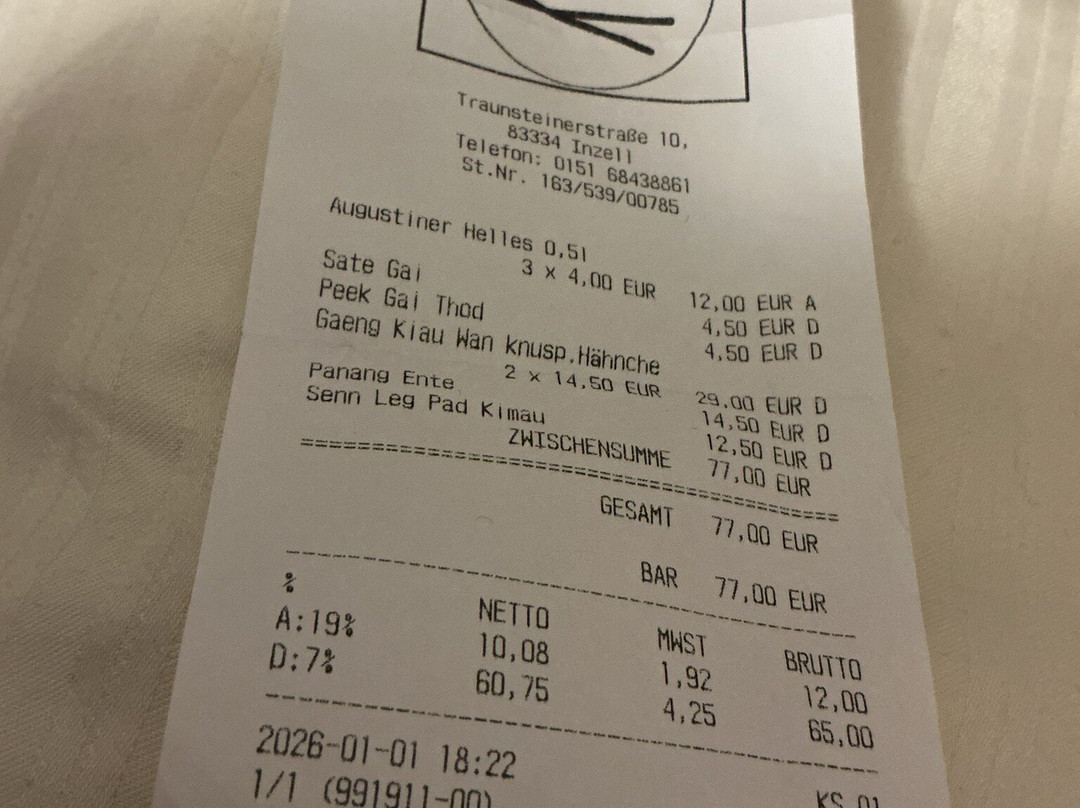 Traunsteinerstraße 10,
83334 Inzell
Telefon: 0151 68438861
St.Nr. 163/539/00785
Augustiner Helles 0,5l
3 x 4,00 EUR 12,00 EUR A
Sate Gai 4,50 EUR D
Peek Gai Thod 4,50 EUR D
Gaeng Kiau Wan knusp.Hähnche
2 x 14,50 EUR 29,00 EUR D
Panang Ente 14,50 EUR D
Senn Leg Pad Kimau 12,50 EUR D
ZWISCHENSUMME 77,00 EUR
GESAMT 77,00 EUR
BAR 77,00 EUR
% NETTO MWST BRUTTO
A:19% 10,08 1,92 12,00
D:7% 60,75 4,25 65,00
2026-01-01 18:22
1/1 (991911-00) KS 01